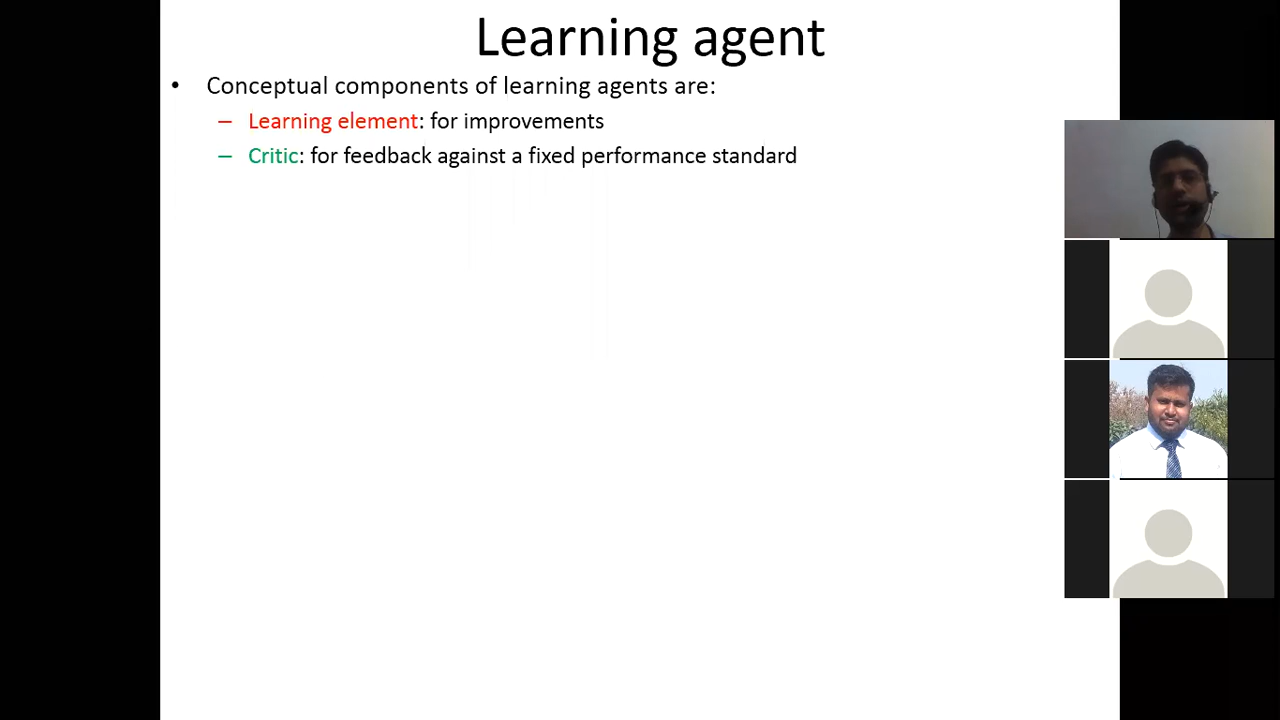 Learning agent
• Conceptual components of learning agents are:
– Learning element: for improvements
– Critic: for feedback against a fixed performance standard